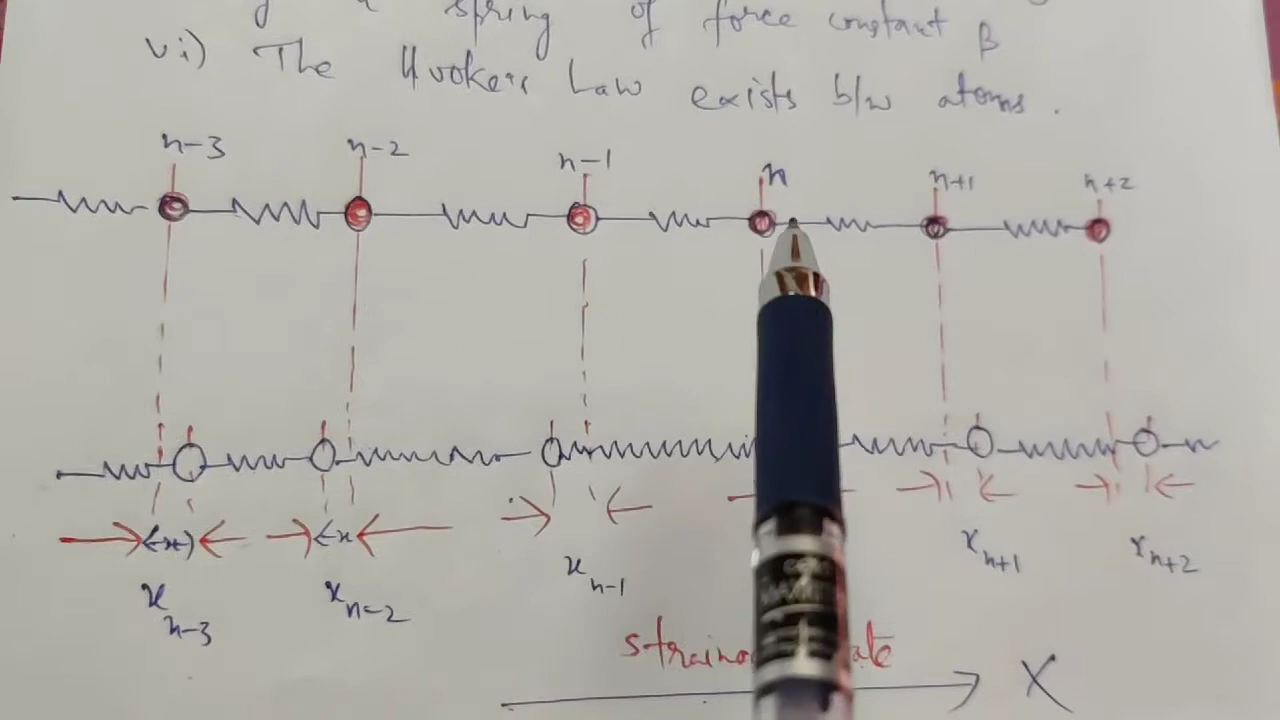 spring of force constant β
vi) The Hookers Law exists b/w atoms.
n-3 n-2 n-1 n n+1 n+2
x
x n-3 x n-2 x n-1 x n+1 x n+2
X